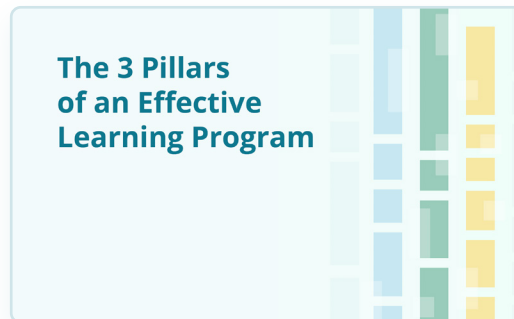 The 3 Pillars
of an Effective
Learning Program